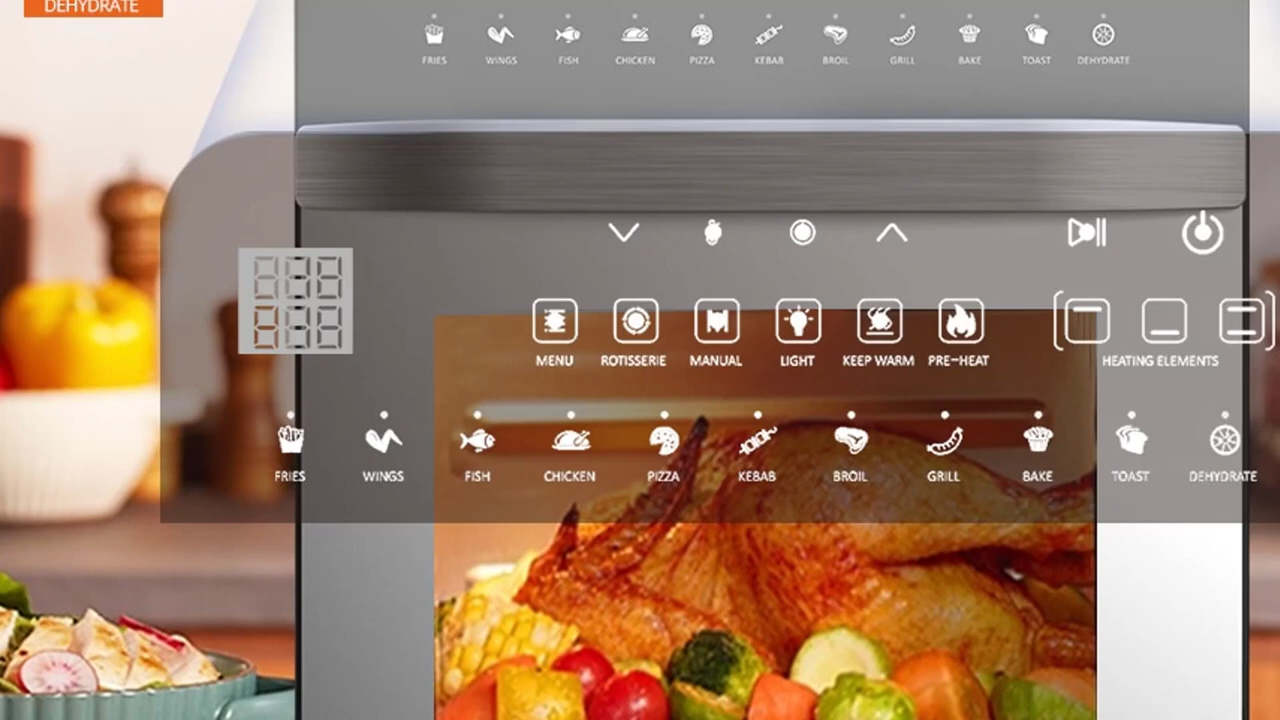 DEHYDRATE
FRIES WINGS FISH CHICKEN PIZZA KEBAB BROIL GRILL BAKE TOAST DEHYDRATE
MENU ROTISSERIE MANUAL LIGHT KEEP WARM PRE-HEAT HEATING ELEMENTS
FRIES WINGS FISH CHICKEN PIZZA KEBAB BROIL GRILL BAKE TOAST DEHYDRATE